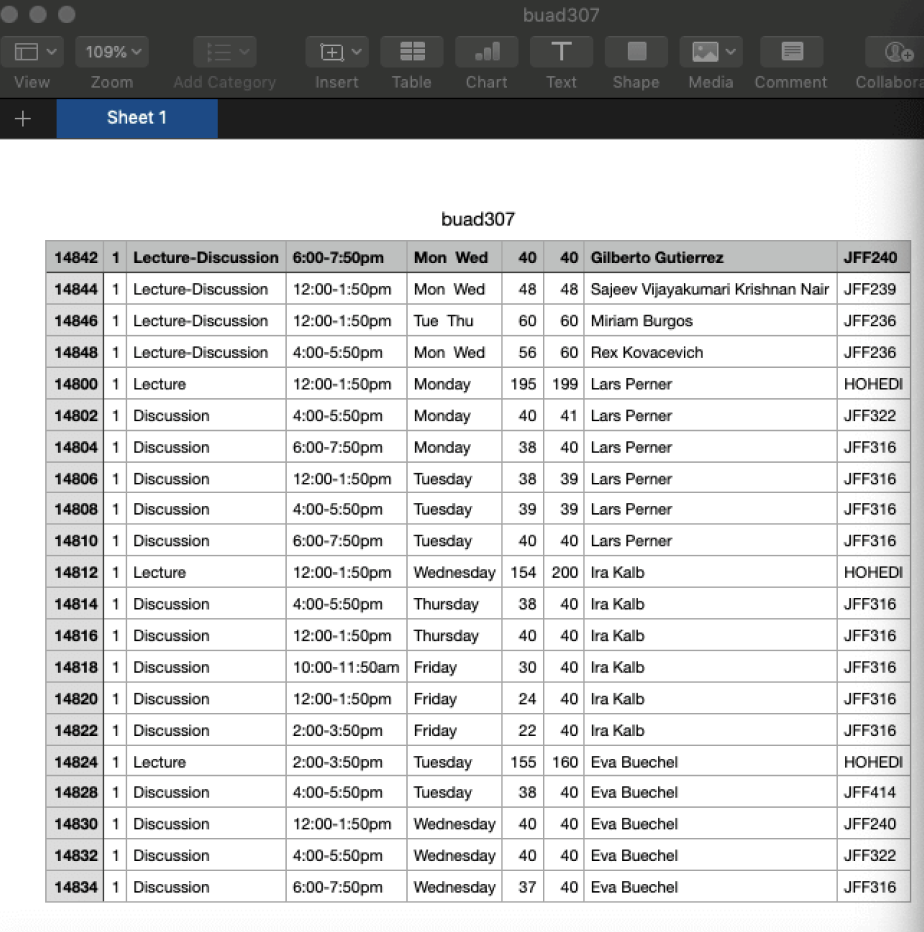 buad307
109%
View Zoom Add Category Insert Table Chart Text Shape Media Comment Collabora
+ Sheet 1
buad307
14842 1 Lecture-Discussion 6:00-7:50pm Mon Wed 40 40 Gilberto Gutierrez JFF240
14844 1 Lecture-Discussion 12:00-1:50pm Mon Wed 48 48 Sajeev Vijayakumari Krishnan Nair JFF239
14846 1 Lecture-Discussion 12:00-1:50pm Tue Thu 60 60 Miriam Burgos JFF236
14848 1 Lecture-Discussion 4:00-5:50pm Mon Wed 56 60 Rex Kovacevich JFF236
14800 1 Lecture 12:00-1:50pm Monday 195 199 Lars Perner HOHEDI
14802 1 Discussion 4:00-5:50pm Monday 40 41 Lars Perner JFF322
14804 1 Discussion 6:00-7:50pm Monday 38 40 Lars Perner JFF316
14806 1 Discussion 12:00-1:50pm Tuesday 38 39 Lars Perner JFF316
14808 1 Discussion 4:00-5:50pm Tuesday 39 39 Lars Perner JFF316
14810 1 Discussion 6:00-7:50pm Tuesday 40 40 Lars Perner JFF316
14812 1 Lecture 12:00-1:50pm Wednesday 154 200 Ira Kalb HOHEDI
14814 1 Discussion 4:00-5:50pm Thursday 38 40 Ira Kalb JFF316
14816 1 Discussion 12:00-1:50pm Thursday 40 40 Ira Kalb JFF316
14818 1 Discussion 10:00-11:50am Friday 30 40 Ira Kalb JFF316
14820 1 Discussion 12:00-1:50pm Friday 24 40 Ira Kalb JFF316
14822 1 Discussion 2:00-3:50pm Friday 22 40 Ira Kalb JFF316
14824 1 Lecture 2:00-3:50pm Tuesday 155 160 Eva Buechel HOHEDI
14828 1 Discussion 4:00-5:50pm Tuesday 38 40 Eva Buechel JFF414
14830 1 Discussion 12:00-1:50pm Wednesday 40 40 Eva Buechel JFF240
14832 1 Discussion 4:00-5:50pm Wednesday 40 40 Eva Buechel JFF322
14834 1 Discussion 6:00-7:50pm Wednesday 37 40 Eva Buechel JFF316